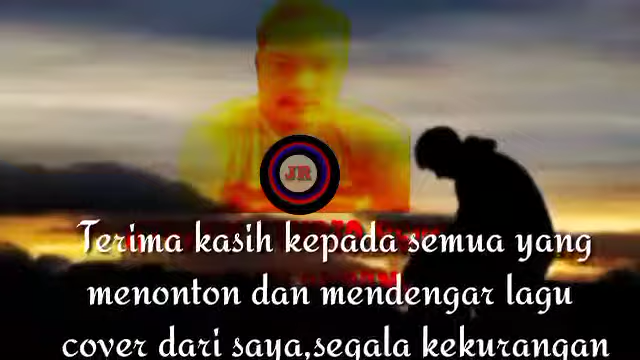 JR
Terima kasih kepada semua yang
menonton dan mendengar lagu
cover dari saya,segala kekurangan